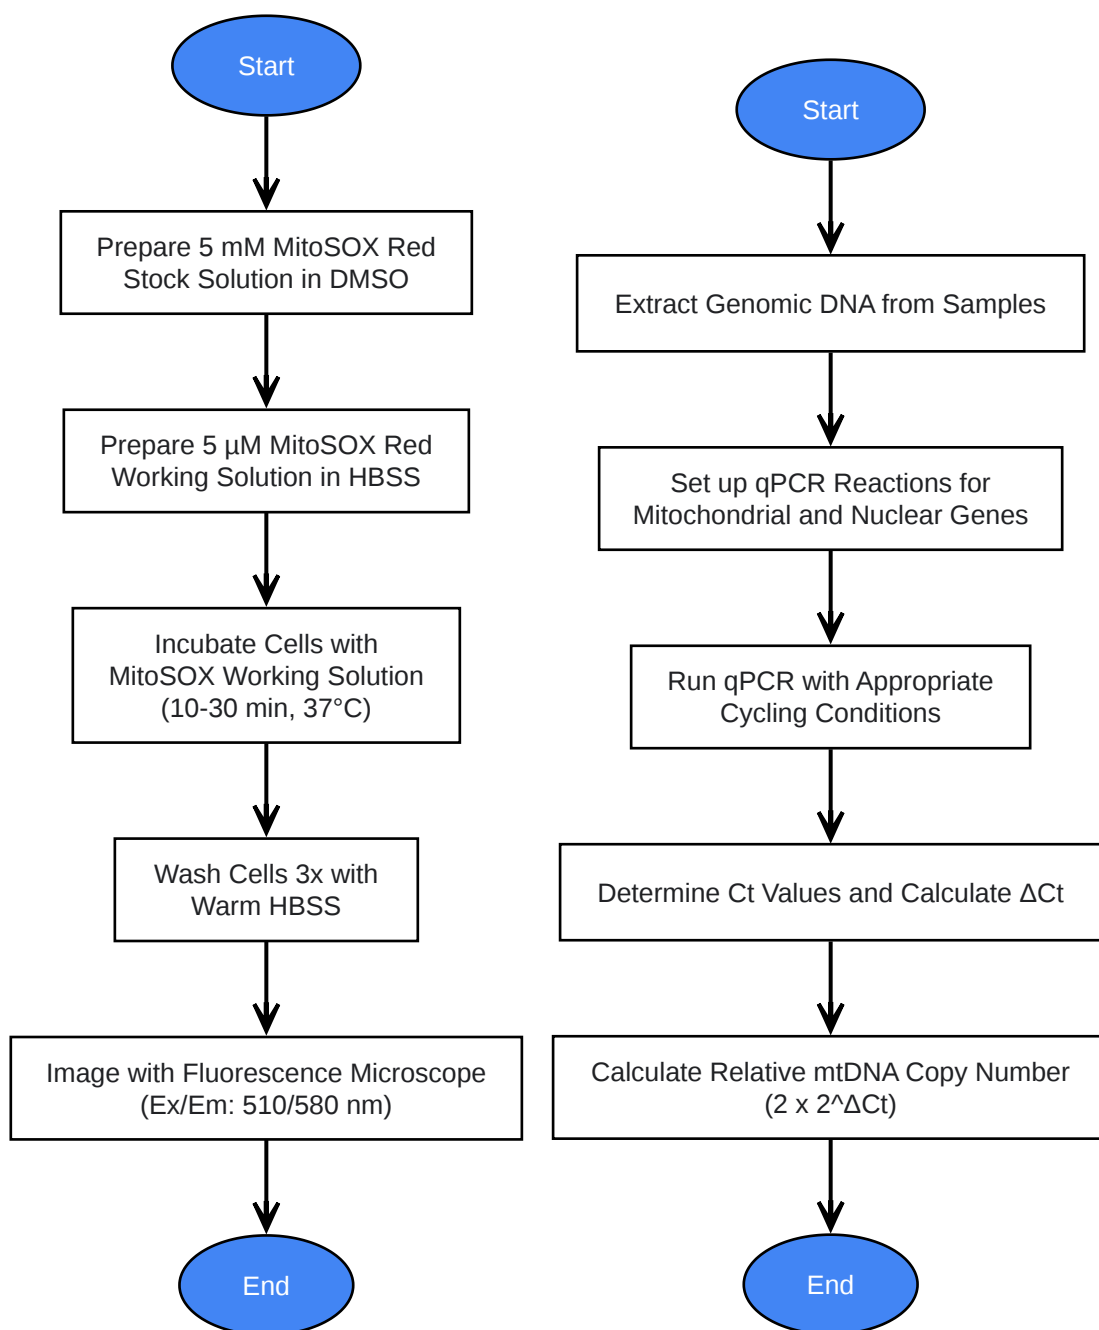 Start
Prepare 5 mM MitoSOX Red
Stock Solution in DMSO
Prepare 5 µM MitoSOX Red
Working Solution in HBSS
Incubate Cells with
MitoSOX Working Solution
(10-30 min, 37°C)
Wash Cells 3x with
Warm HBSS
Image with Fluorescence Microscope
(Ex/Em: 510/580 nm)
End
Start
Extract Genomic DNA from Samples
Set up qPCR Reactions for
Mitochondrial and Nuclear Genes
Run qPCR with Appropriate
Cycling Conditions
Determine Ct Values and Calculate ΔCt
Calculate Relative mtDNA Copy Number
(2 x 2^ΔCt)
End